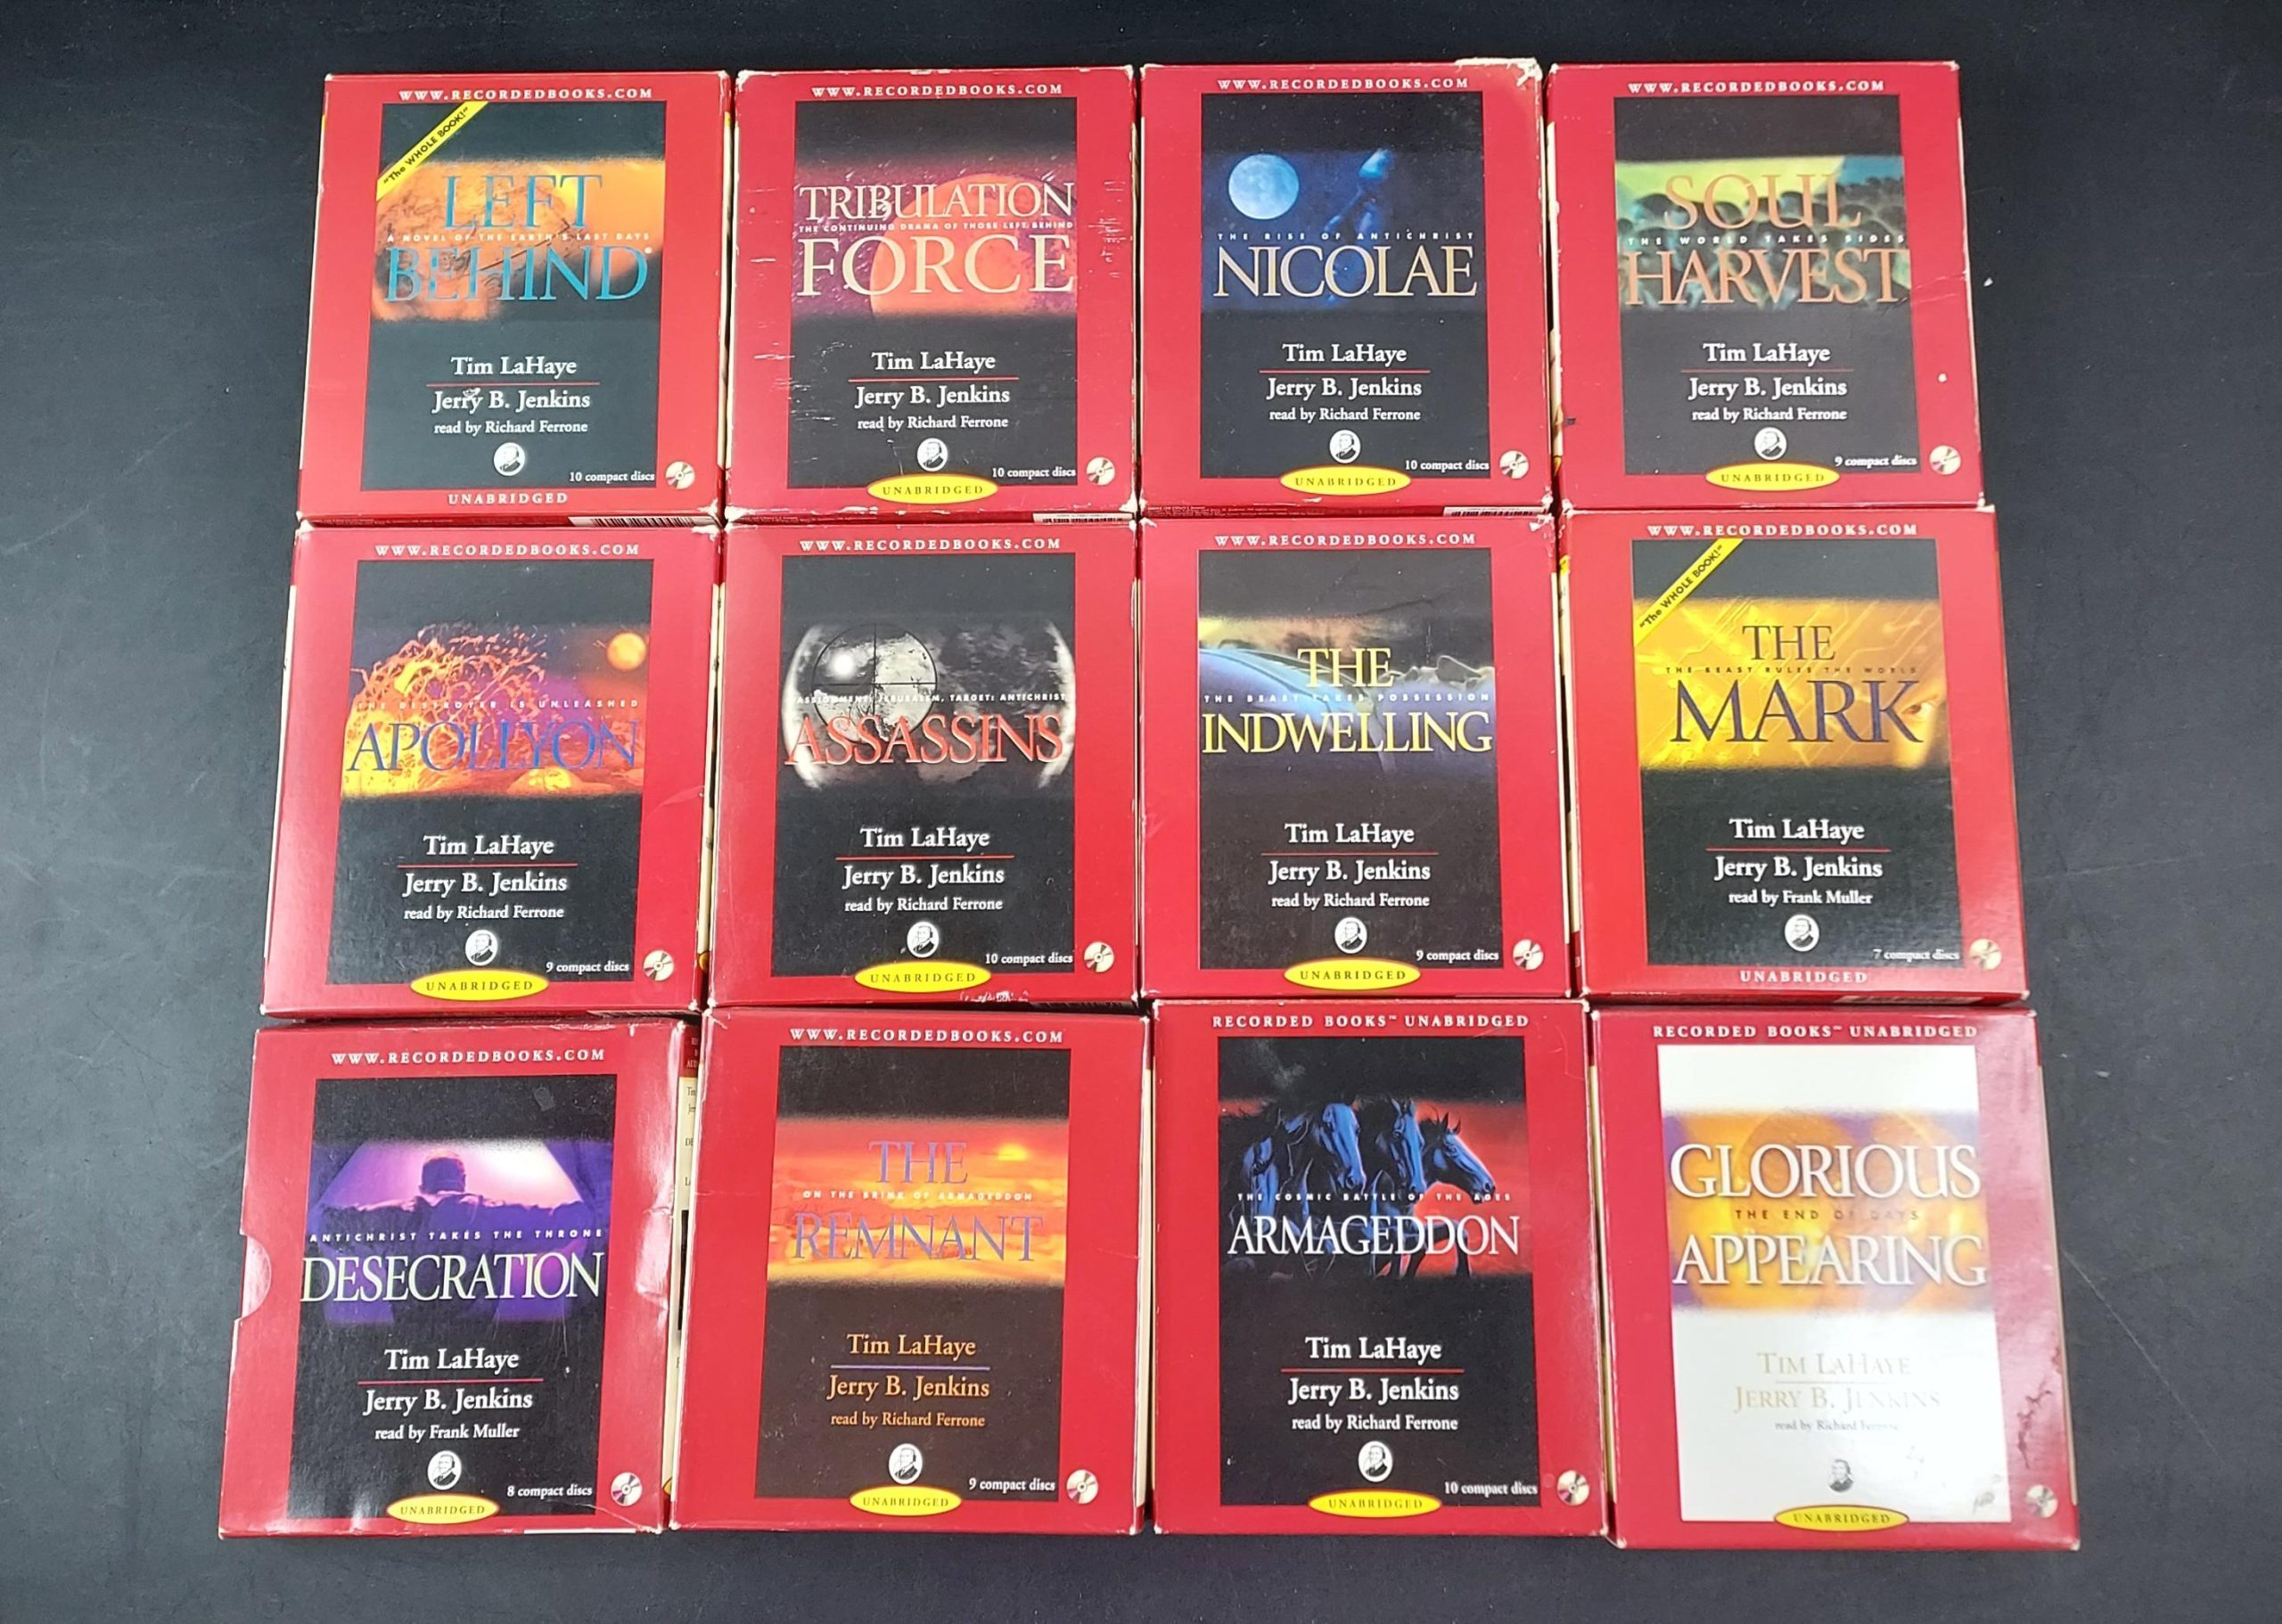 WWW.RECORDEDBOOKS.COM
"The WHOLE BOOK!"
LEFT
A NOVEL OF THE EARTH'S LAST DAYS
BEHIND
Tim LaHaye
Jerry B. Jenkins
read by Richard Ferrone
10 compact discs
UNABRIDGED
WWW.RECORDEDBOOKS.COM
TRIBULATION
THE CONTINUING DRAMA OF THOSE LEFT BEHIND
FORCE
Tim LaHaye
Jerry B. Jenkins
read by Richard Ferrone
10 compact discs
UNABRIDGED
WWW.RECORDEDBOOKS.COM
THE RISE OF ANTICHRIST
NICOLAE
Tim LaHaye
Jerry B. Jenkins
read by Richard Ferrone
10 compact discs
UNABRIDGED
WWW.RECORDEDBOOKS.COM
SOUL
THE WORLD TAKES SIDES
HARVEST
Tim LaHaye
Jerry B. Jenkins
read by Richard Ferrone
9 compact discs
UNABRIDGED
WWW.RECORDEDBOOKS.COM
THE DESTROYER IS UNLEASHED
APOLLYON
Tim LaHaye
Jerry B. Jenkins
read by Richard Ferrone
9 compact discs
UNABRIDGED
WWW.RECORDEDBOOKS.COM
ASSIGNMENT: JERUSALEM, TARGET: ANTICHRIST
ASSASSINS
Tim LaHaye
Jerry B. Jenkins
read by Richard Ferrone
10 compact discs
UNABRIDGED
WWW.RECORDEDBOOKS.COM
THE
THE BEAST TAKES POSSESSION
INDWELLING
Tim LaHaye
Jerry B. Jenkins
read by Richard Ferrone
9 compact discs
UNABRIDGED
WWW.RECORDEDBOOKS.COM
"The WHOLE BOOK!"
THE
THE BEAST RULES THE WORLD
MARK
Tim LaHaye
Jerry B. Jenkins
read by Frank Muller
7 compact discs
UNABRIDGED
WWW.RECORDEDBOOKS.COM
ANTICHRIST TAKES THE THRONE
DESECRATION
Tim LaHaye
Jerry B. Jenkins
read by Frank Muller
8 compact discs
UNABRIDGED
WWW.RECORDEDBOOKS.COM
THE
ON THE BRINK OF ARMAGEDDON
REMNANT
Tim LaHaye
Jerry B. Jenkins
read by Richard Ferrone
9 compact discs
UNABRIDGED
RECORDED BOOKS™ UNABRIDGED
THE COSMIC BATTLE OF THE AGES
ARMAGEDDON
Tim LaHaye
Jerry B. Jenkins
read by Richard Ferrone
10 compact discs
UNABRIDGED
RECORDED BOOKS™ UNABRIDGED
GLORIOUS
THE END OF DAYS
APPEARING
TIM LAHAYE
JERRY B. JENKINS
read by Richard Ferrone
UNABRIDGED